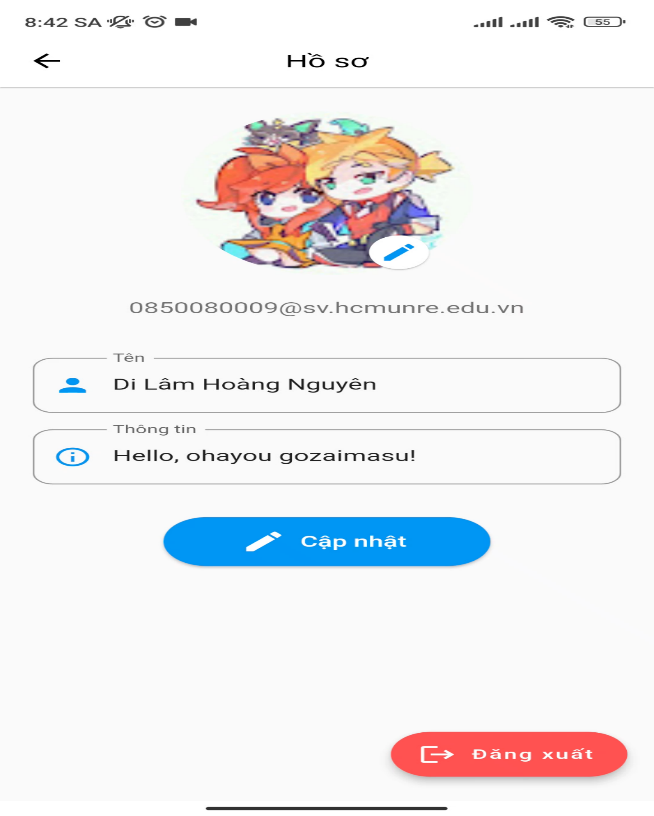 8:42 SA
55
Hồ sơ
0850080009@sv.hcmunre.edu.vn
Tên
Di Lâm Hoàng Nguyên
Thông tin
Hello, ohayou gozaimasu!
Cập nhật
Đăng xuất